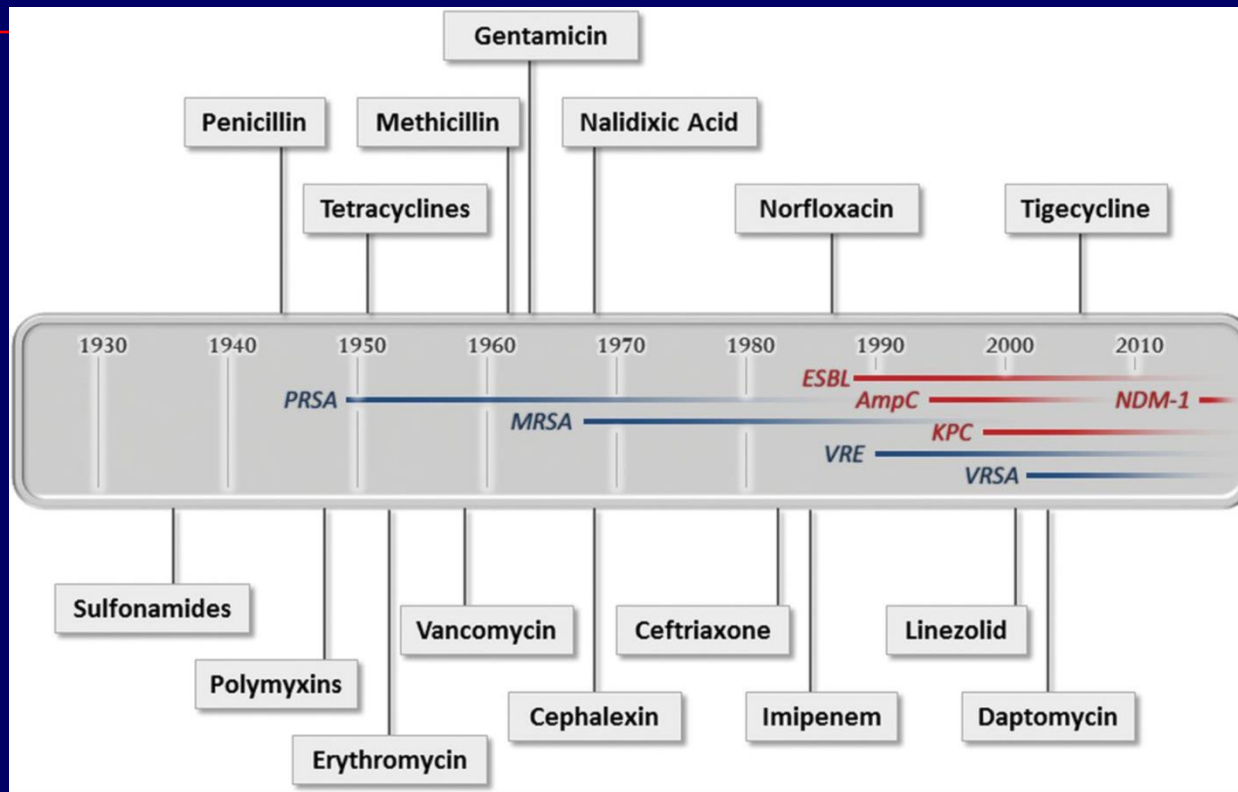 Gentamicin
Penicillin
Methicillin
Nalidixic Acid
Tetracyclines
Norfloxacin
Tigecycline
1930 1940 1950 1960 1970 1980 1990 2000 2010
ESBL
PRSA
AmpC
NDM-1
MRSA
KPC
VRE
VRSA
Sulfonamides
Vancomycin
Ceftriaxone
Linezolid
Polymyxins
Cephalexin
Imipenem
Daptomycin
Erythromycin